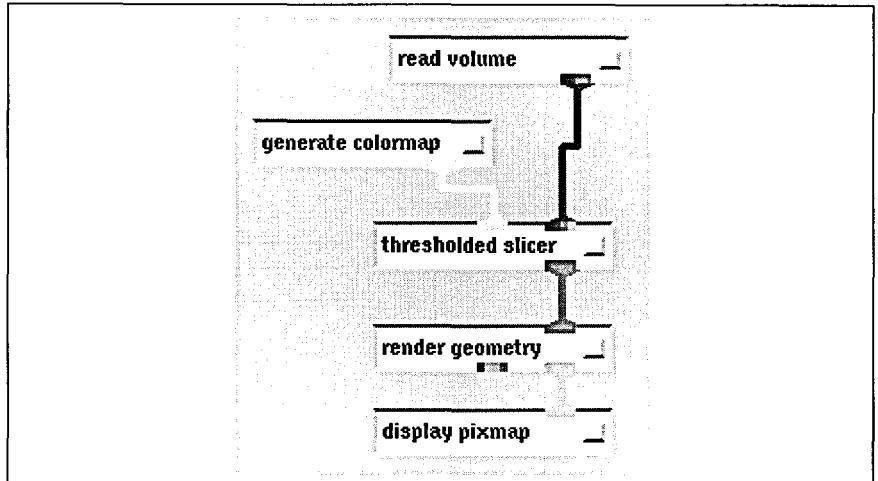 read volume
generate colormap
thresholded slicer
render geometry
display pixmap